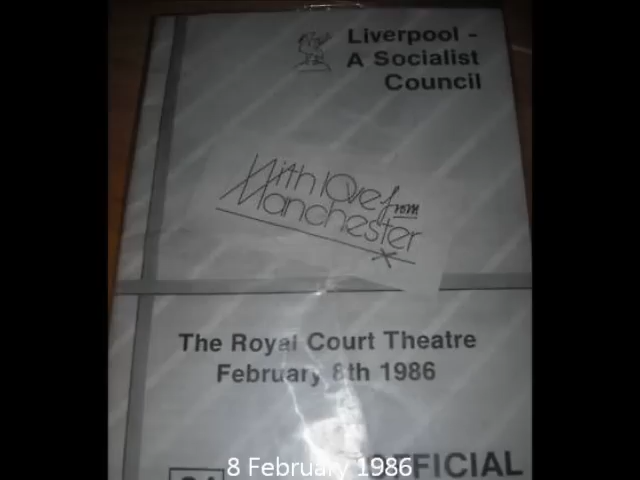 Liverpool -
A Socialist
Council
With love from
Manchester
The Royal Court Theatre
February 8th 1986
OFFICIAL
8 February 1986